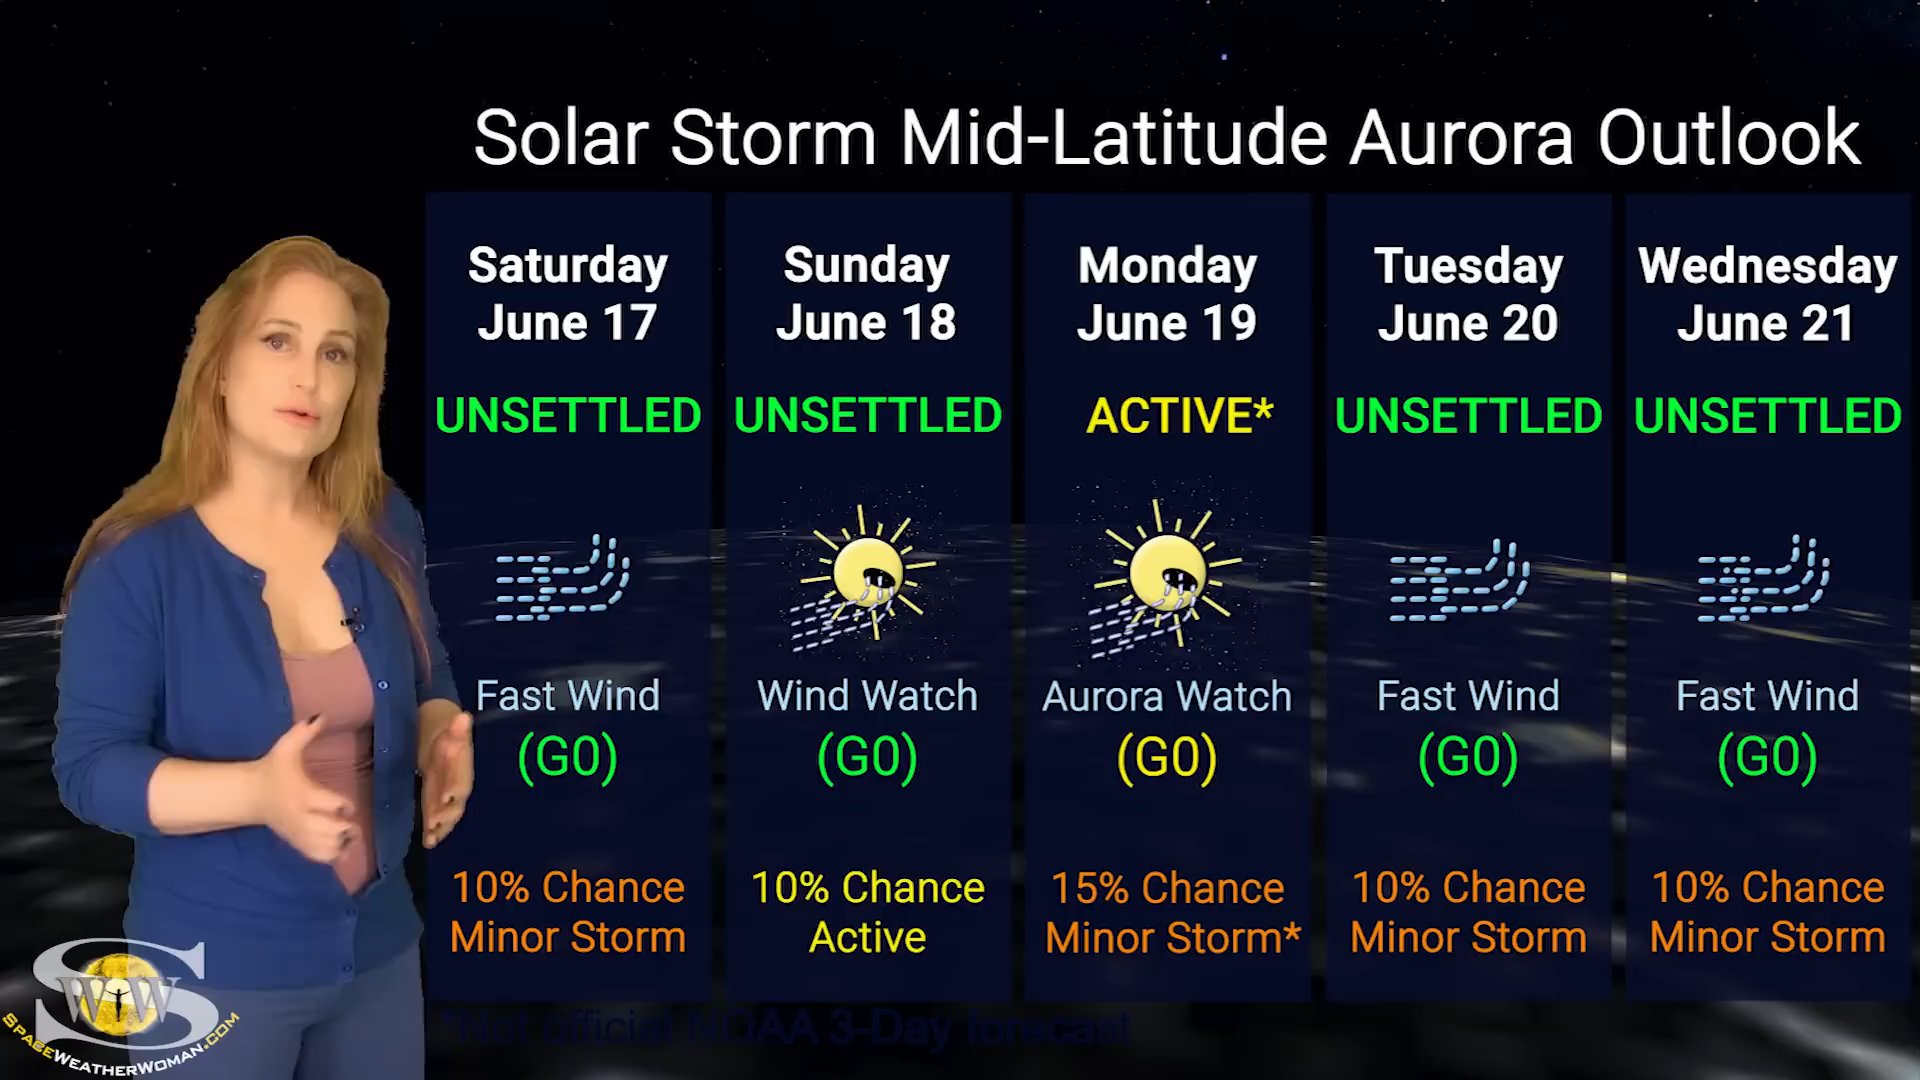 Solar Storm Mid-Latitude Aurora Outlook
Saturday
June 17
UNSETTLED
Fast Wind
(G0)
10% Chance
Minor Storm
Sunday
June 18
UNSETTLED
Wind Watch
(G0)
10% Chance
Active
Monday
June 19
ACTIVE*
Aurora Watch
(G0)
15% Chance
Minor Storm*
Tuesday
June 20
UNSETTLED
Fast Wind
(G0)
10% Chance
Minor Storm
Wednesday
June 21
UNSETTLED
Fast Wind
(G0)
10% Chance
Minor Storm
*Not official NOAA 3-Day forecast
SWW
SPACEWEATHERWOMAN.COM